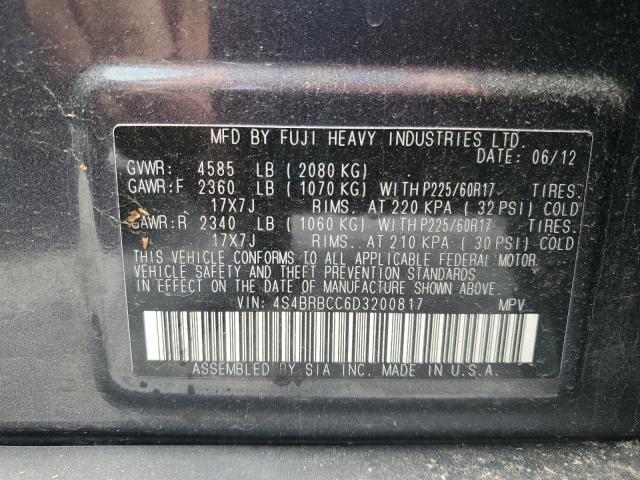 MFD BY FUJI HEAVY INDUSTRIES LTD.
DATE: 06/12
GVWR: 4585 LB ( 2080 KG)
GAWR:F 2360 LB ( 1070 KG) WITH P225/60R17 TIRES.
17X7J RIMS. AT 220 KPA ( 32 PSI) COLD
GAWR:R 2340 LB ( 1060 KG) WITH P225/60R17 TIRES.
17X7J RIMS. AT 210 KPA ( 30 PSI) COLD
THIS VEHICLE CONFORMS TO ALL APPLICABLE FEDERAL MOTOR
VEHICLE SAFETY AND THEFT PREVENTION STANDARDS
IN EFFECT ON THE DATE OF MANUFACTURE SHOWN ABOVE.
VIN: 4S4BRBCC6D3200817 MPV
ASSEMBLED BY SIA INC. MADE IN U.S.A.